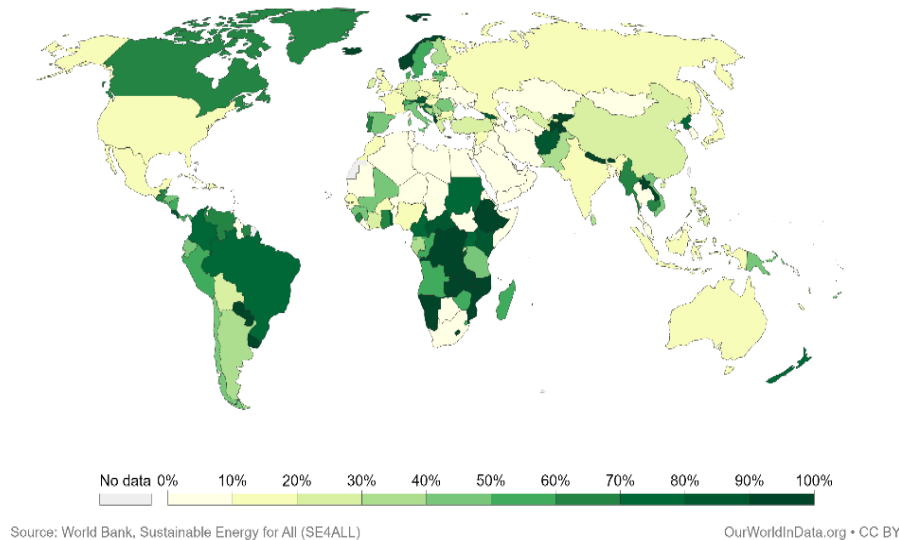 No data 0% 10% 20% 30% 40% 50% 60% 70% 80% 90% 100%
Source: World Bank, Sustainable Energy for All (SE4ALL) OurWorldInData.org • CC BY